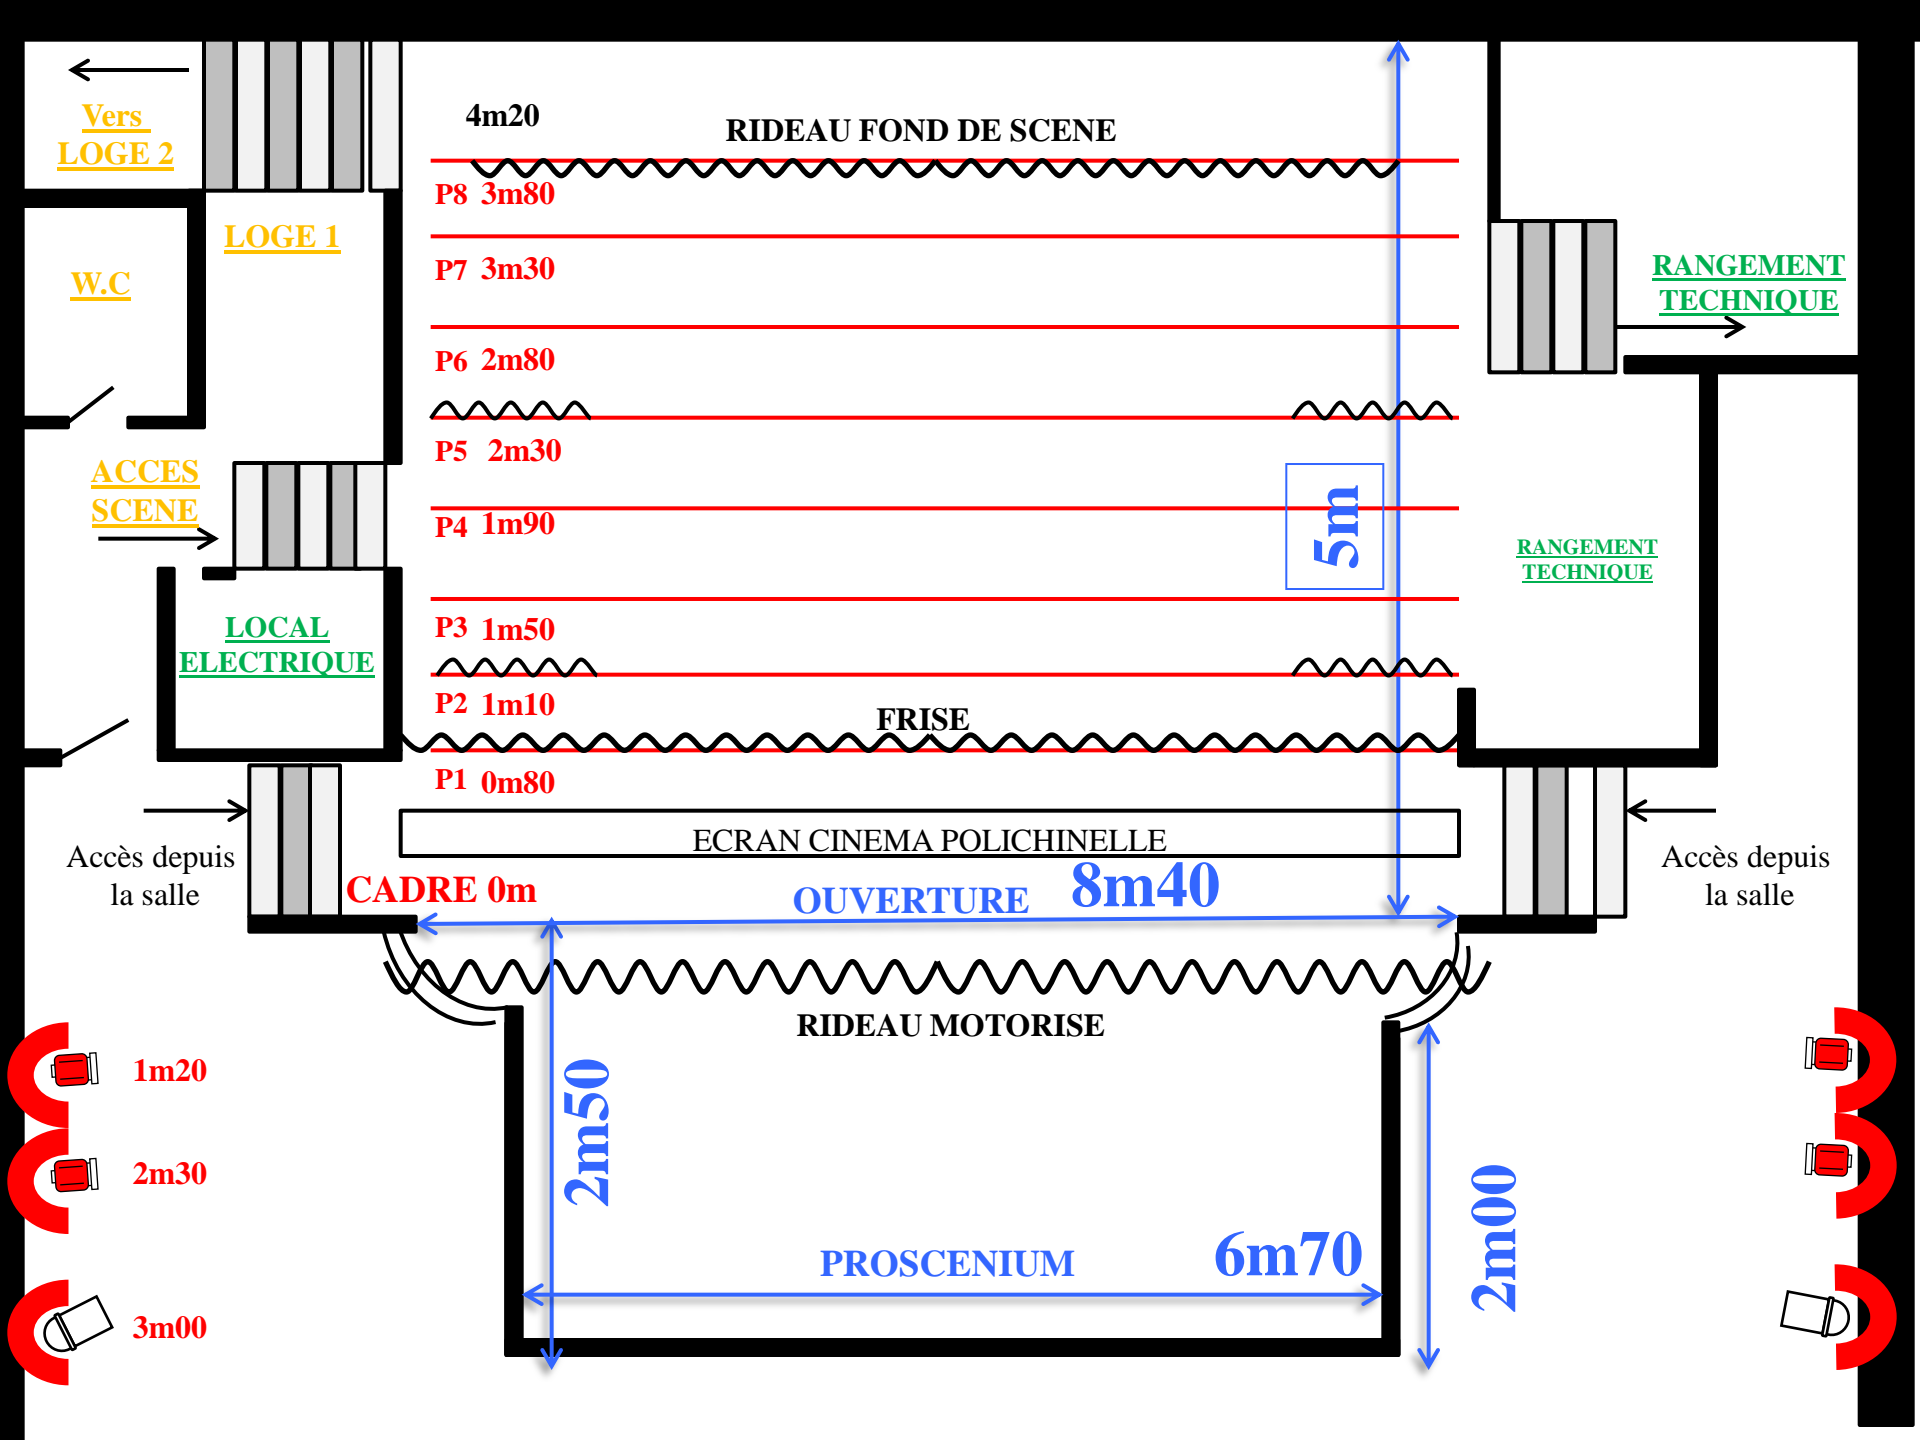 Vers
LOGE 2
4m20
RIDEAU FOND DE SCENE
P8 3m80
LOGE 1
W.C
P7 3m30
RANGEMENT
TECHNIQUE
P6 2m80
P5 2m30
ACCES
SCENE
P4 1m90
5m
RANGEMENT
TECHNIQUE
P3 1m50
LOCAL
ELECTRIQUE
P2 1m10
FRISE
P1 0m80
ECRAN CINEMA POLICHINELLE
Accès depuis
la salle
Accès depuis
la salle
CADRE 0m
OUVERTURE 8m40
RIDEAU MOTORISE
1m20
2m50
2m30
2m00
PROSCENIUM 6m70
3m00